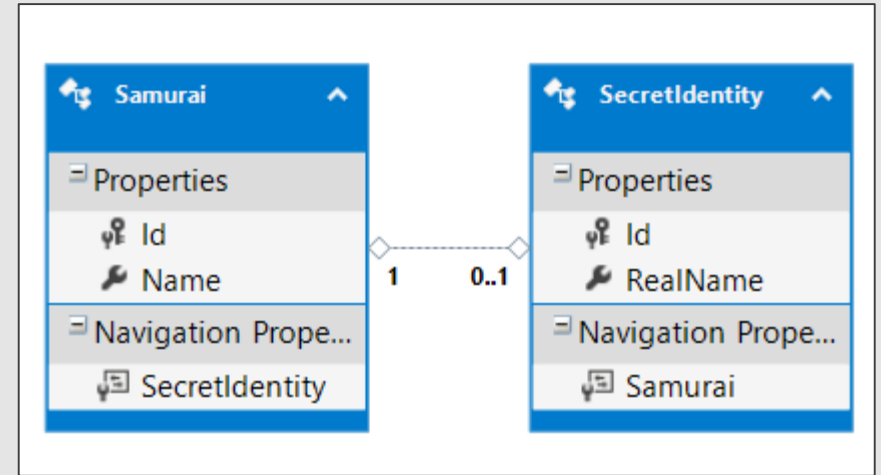 Samurai
Properties
Id
Name
Navigation Prope...
SecretIdentity
1 0..1
SecretIdentity
Properties
Id
RealName
Navigation Prope...
Samurai